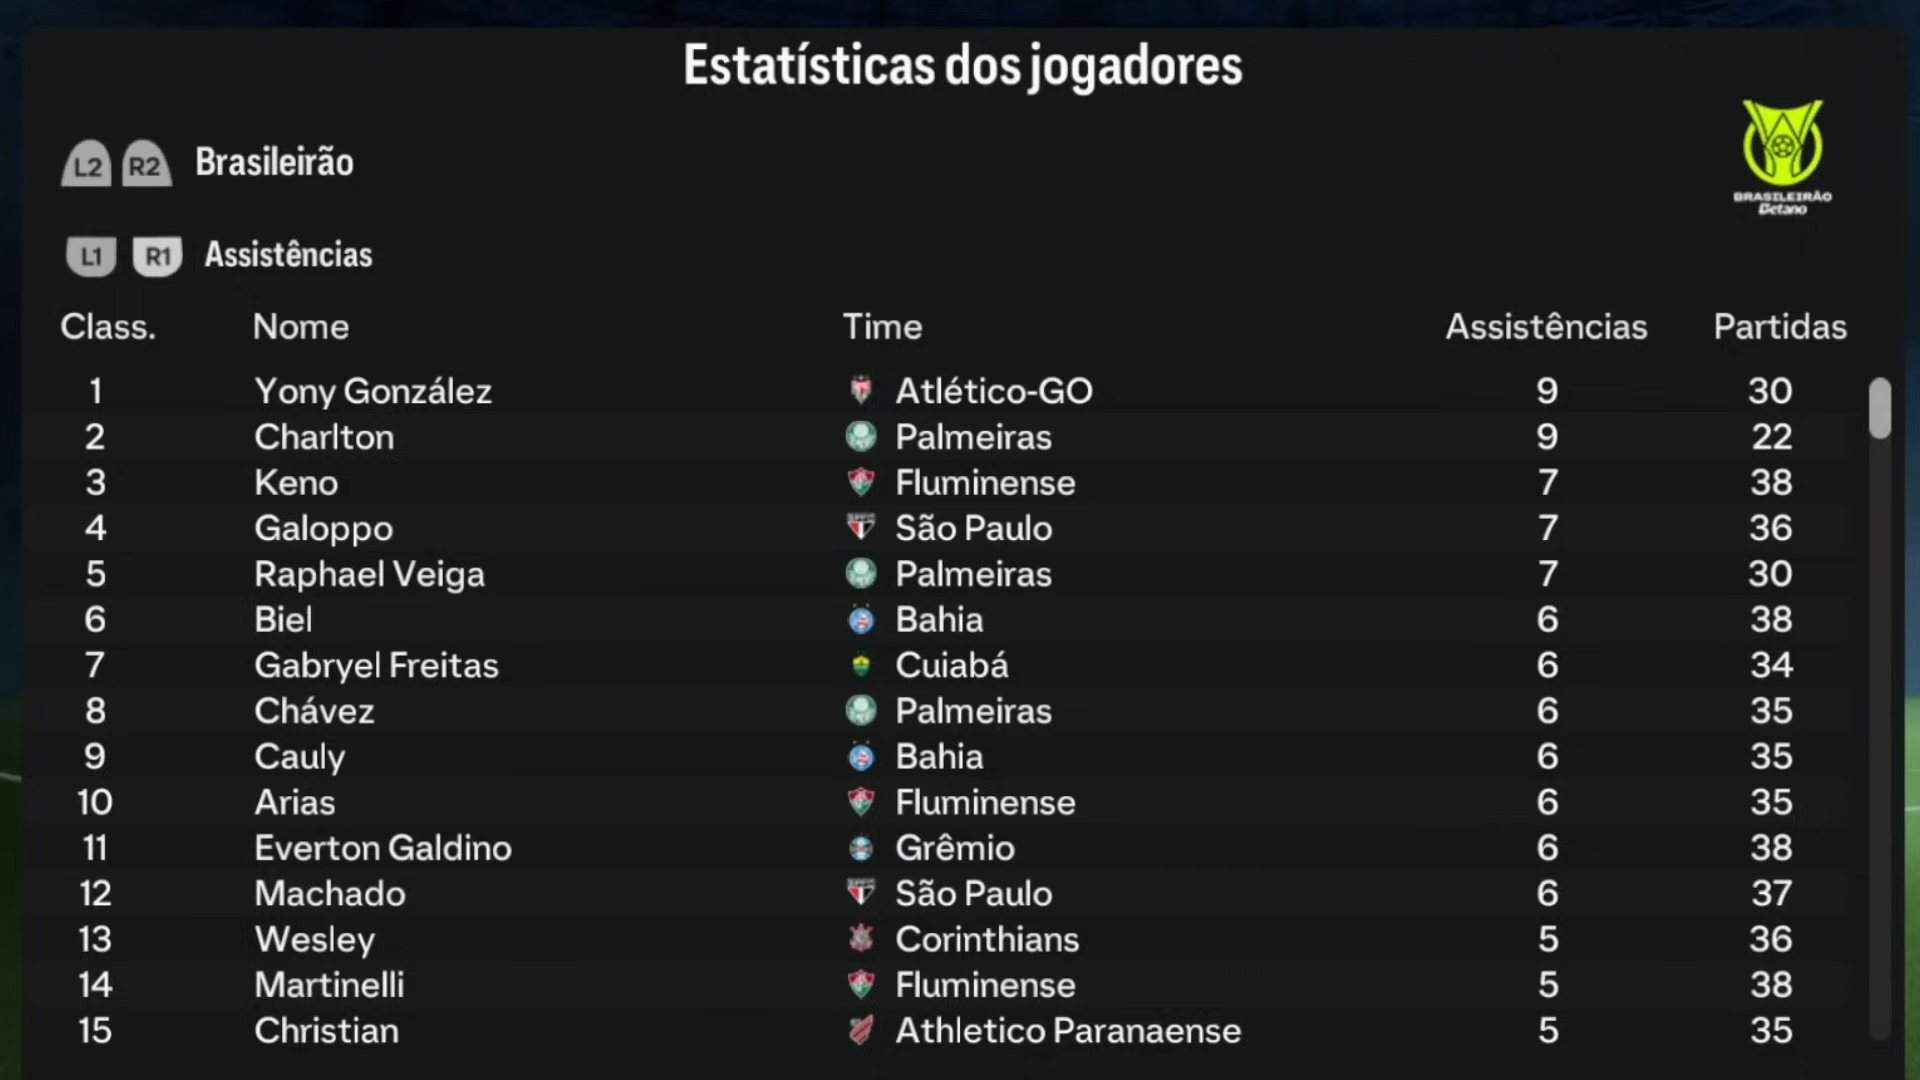 Estatísticas dos jogadores
L2 R2 Brasileirão
BRASILEIRÃO
Betano
L1 R1 Assistências
Class. Nome Time Assistências Partidas
1 Yony González Atlético-GO 9 30
2 Charlton Palmeiras 9 22
3 Keno Fluminense 7 38
4 Galoppo São Paulo 7 36
5 Raphael Veiga Palmeiras 7 30
6 Biel Bahia 6 38
7 Gabryel Freitas Cuiabá 6 34
8 Chávez Palmeiras 6 35
9 Cauly Bahia 6 35
10 Arias Fluminense 6 35
11 Everton Galdino Grêmio 6 38
12 Machado São Paulo 6 37
13 Wesley Corinthians 5 36
14 Martinelli Fluminense 5 38
15 Christian Athletico Paranaense 5 35